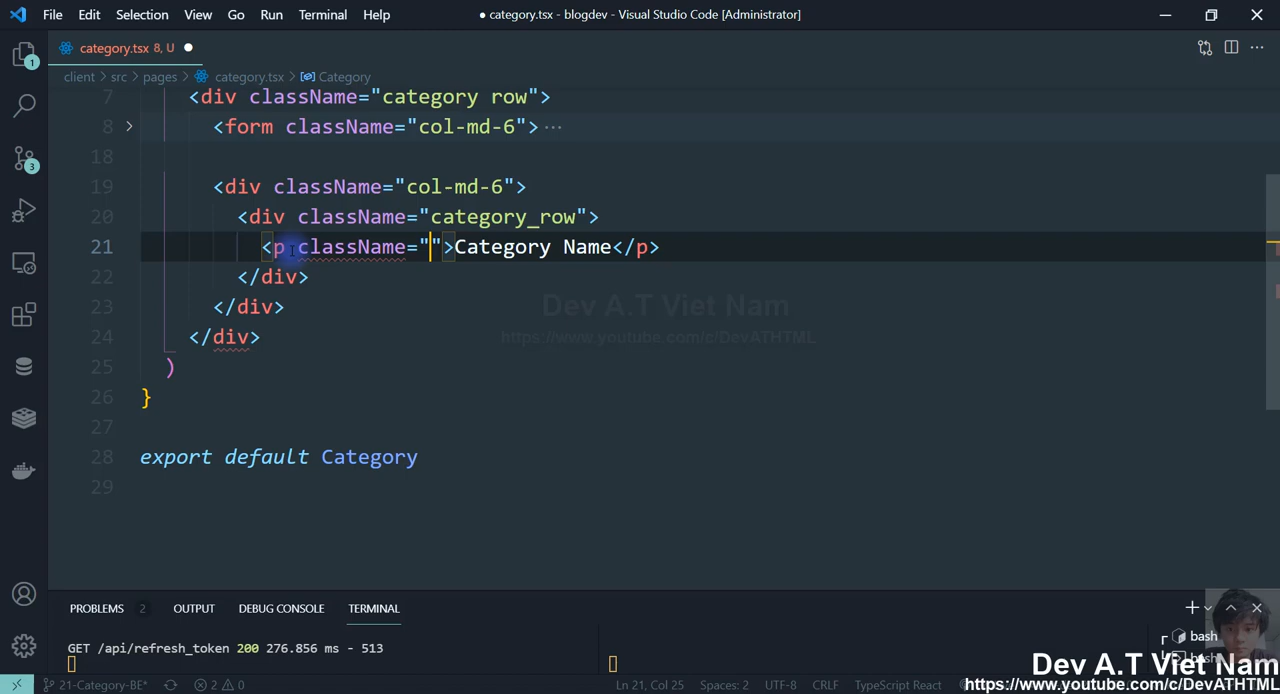 File Edit Selection View Go Run Terminal Help
● category.tsx - blogdev - Visual Studio Code [Administrator]
category.tsx 8, U ●
client > src > pages > category.tsx > Category
7 <div className="category row">
8 > <form className="col-md-6"> ···
18
19 <div className="col-md-6">
20 <div className="category_row">
21 <p className="">Category Name</p>
22 </div>
23 </div>
24 </div>
25 )
26 }
27
28 export default Category
29
Dev A.T Viet Nam
https://www.youtube.com/c/DevATHTML
1
3
PROBLEMS 2 OUTPUT DEBUG CONSOLE TERMINAL
GET /api/refresh_token 200 276.856 ms - 513
bash
bash
Dev A.T Viet Nam
https://www.youtube.com/c/DevATHTML
21-Category-BE* 2 0 Ln 21, Col 25 Spaces: 2 UTF-8 CRLF TypeScript React